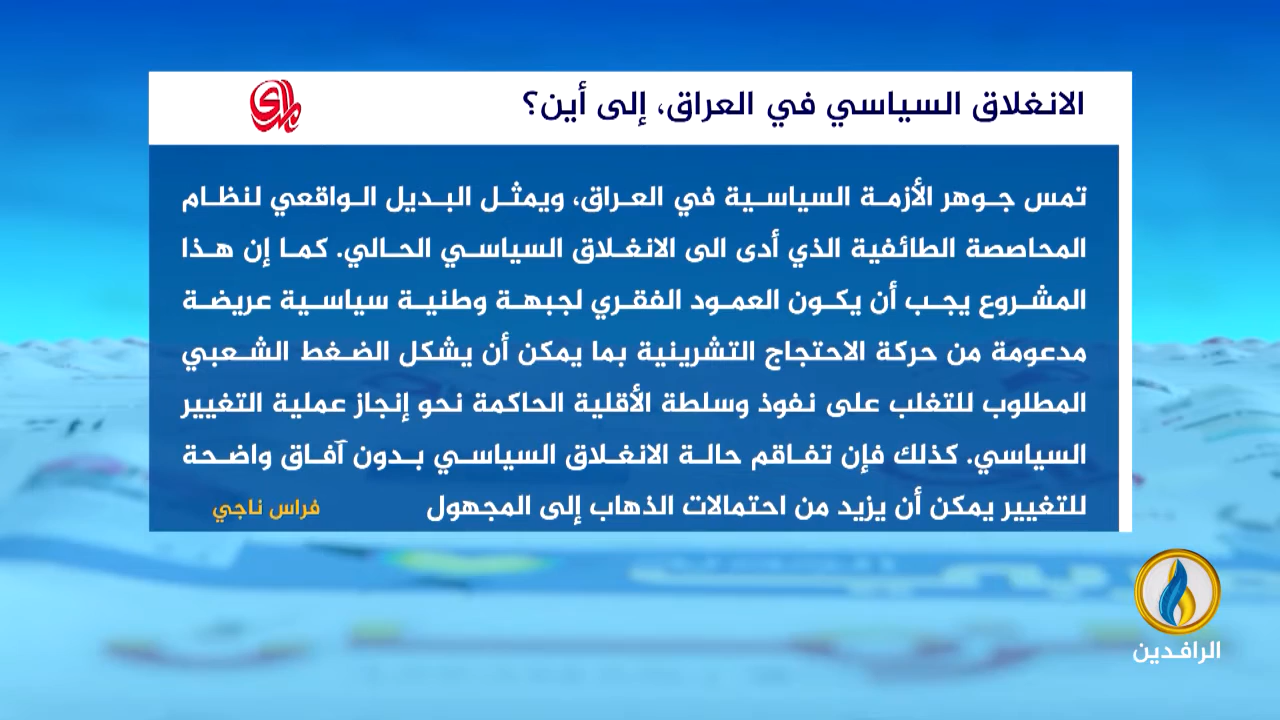 الانغلاق السياسي في العراق، إلى أين؟
المدى
تمس جوهر الأزمة السياسية في العراق، ويمثل البديل الواقعي لنظام
المحاصصة الطائفية الذي أدى الى الانغلاق السياسي الحالي. كما إن هذا
المشروع يجب أن يكون العمود الفقري لجبهة وطنية سياسية عريضة
مدعومة من حركة الاحتجاج التشرينية بما يمكن أن يشكل الضغط الشعبي
المطلوب للتغلب على نفوذ وسلطة الأقلية الحاكمة نحو إنجاز عملية التغيير
السياسي. كذلك فإن تفاقم حالة الانغلاق السياسي بدون آفاق واضحة
للتغيير يمكن أن يزيد من احتمالات الذهاب إلى المجهول
فراس ناجي
الرافدين